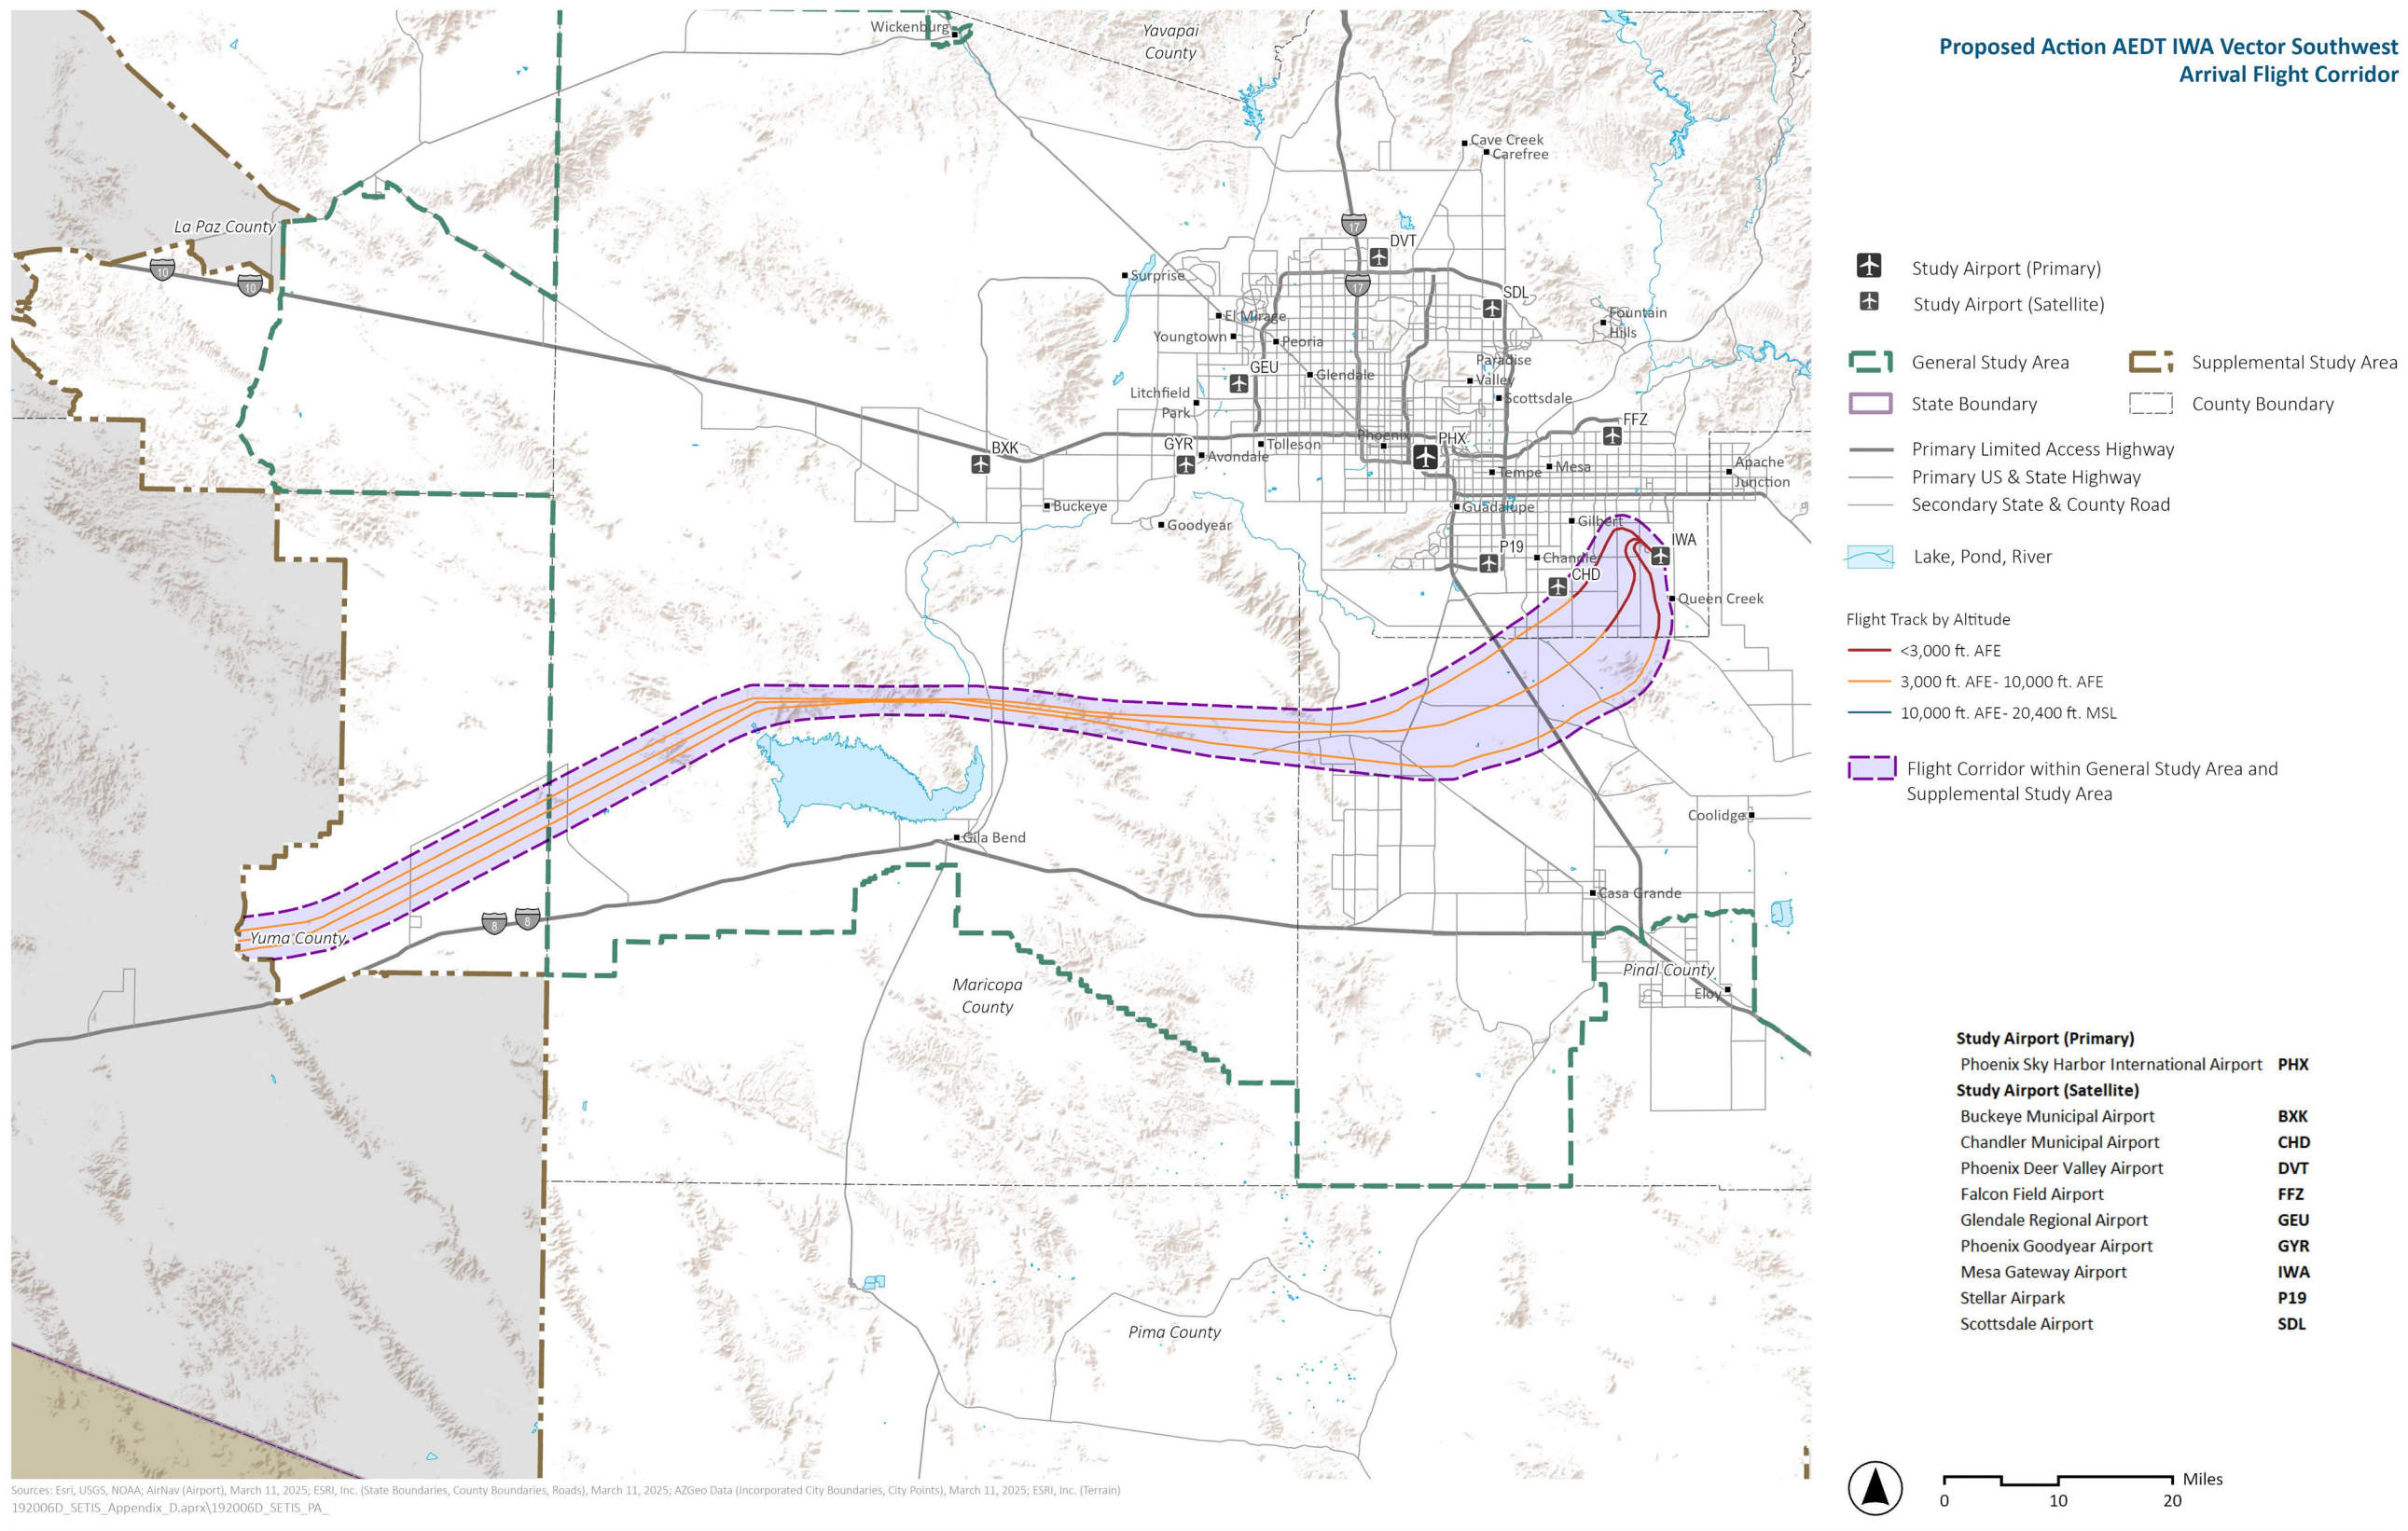 Proposed Action AEDT IWA Vector Southwest
Arrival Flight Corridor
Wickenburg
Yavapai
County
Cave Creek
Carefree
La Paz County
17
DVT
10
10
Surprise
17
SDL
El Mirage
Fountain
Hills
Youngtown
Peoria
Paradise
Valley
GEU
Glendale
Litchfield
Park
Scottsdale
FFZ
BXK
GYR
Tolleson
Phoenix
PHX
Avondale
Tempe
Mesa
Apache
Junction
Buckeye
Guadalupe
Goodyear
Gilbert
IWA
P19
Chandler
CHD
Queen Creek
Coolidge
Gila Bend
Casa Grande
8
8
Yuma County
Maricopa
County
Pinal County
Eloy
Pima County
Study Airport (Primary)
Study Airport (Satellite)
General Study Area
Supplemental Study Area
State Boundary
County Boundary
Primary Limited Access Highway
Primary US & State Highway
Secondary State & County Road
Lake, Pond, River
Flight Track by Altitude
<3,000 ft. AFE
3,000 ft. AFE- 10,000 ft. AFE
10,000 ft. AFE- 20,400 ft. MSL
Flight Corridor within General Study Area and
Supplemental Study Area
Study Airport (Primary)
Phoenix Sky Harbor International Airport PHX
Study Airport (Satellite)
Buckeye Municipal Airport BXK
Chandler Municipal Airport CHD
Phoenix Deer Valley Airport DVT
Falcon Field Airport FFZ
Glendale Regional Airport GEU
Phoenix Goodyear Airport GYR
Mesa Gateway Airport IWA
Stellar Airpark P19
Scottsdale Airport SDL
Miles
0 10 20
Sources: Esri, USGS, NOAA; AirNav (Airport), March 11, 2025; ESRI, Inc. (State Boundaries, County Boundaries, Roads), March 11, 2025; AZGeo Data (Incorporated City Boundaries, City Points), March 11, 2025; ESRI, Inc. (Terrain)
192006D_SETIS_Appendix_D.aprx\192006D_SETIS_PA_